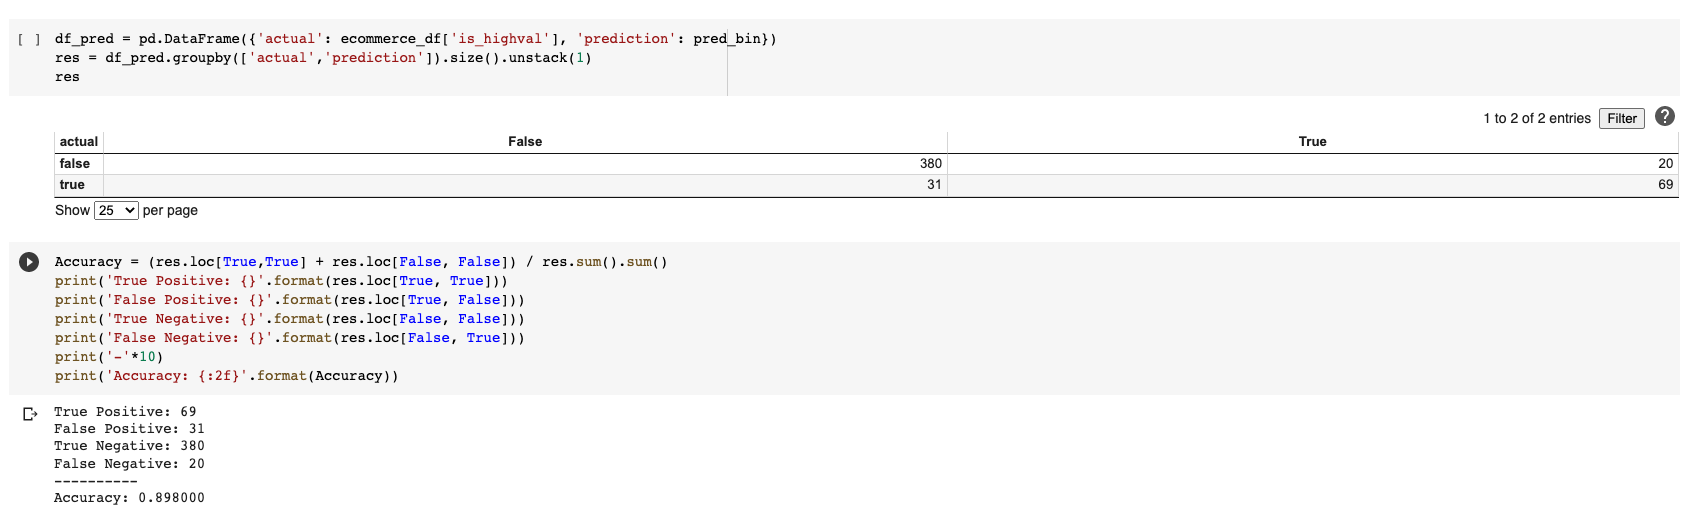 [ ] df_pred = pd.DataFrame({'actual': ecommerce_df['is_highval'], 'prediction': pred_bin})
res = df_pred.groupby(['actual','prediction']).size().unstack(1)
res
1 to 2 of 2 entries Filter ?
actual False True
false 380 20
true 31 69
Show 25 per page
Accuracy = (res.loc[True,True] + res.loc[False, False]) / res.sum().sum()
print('True Positive: {}'.format(res.loc[True, True]))
print('False Positive: {}'.format(res.loc[True, False]))
print('True Negative: {}'.format(res.loc[False, False]))
print('False Negative: {}'.format(res.loc[False, True]))
print('-'*10)
print('Accuracy: {:2f}'.format(Accuracy))
True Positive: 69
False Positive: 31
True Negative: 380
False Negative: 20
----------
Accuracy: 0.898000